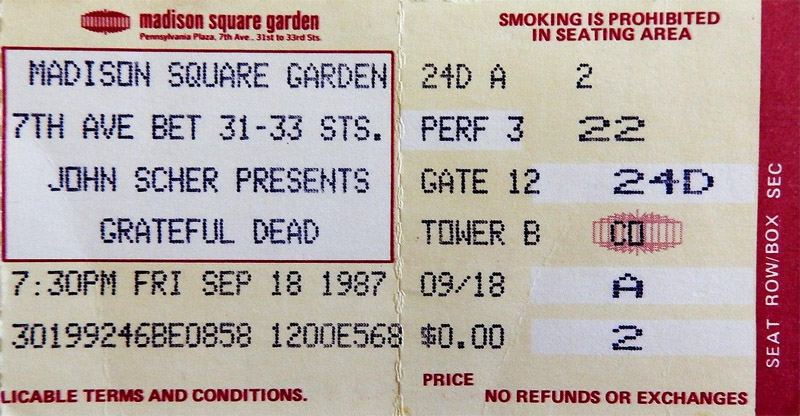 madison square garden
Pennsylvania Plaza, 7th Ave., 31st to 33rd Sts.
MADISON SQUARE GARDEN
7TH AVE BET 31-33 STS.
JOHN SCHER PRESENTS
GRATEFUL DEAD
7:30PM FRI SEP 18 1987
30199246BE0858 1200E568
LICABLE TERMS AND CONDITIONS.
SMOKING IS PROHIBITED
IN SEATING AREA
24D A 2
PERF 3 22
GATE 12 24D
TOWER B CO
09/18 A
$0.00 2
PRICE
NO REFUNDS OR EXCHANGES
SEAT ROW/BOX SEC